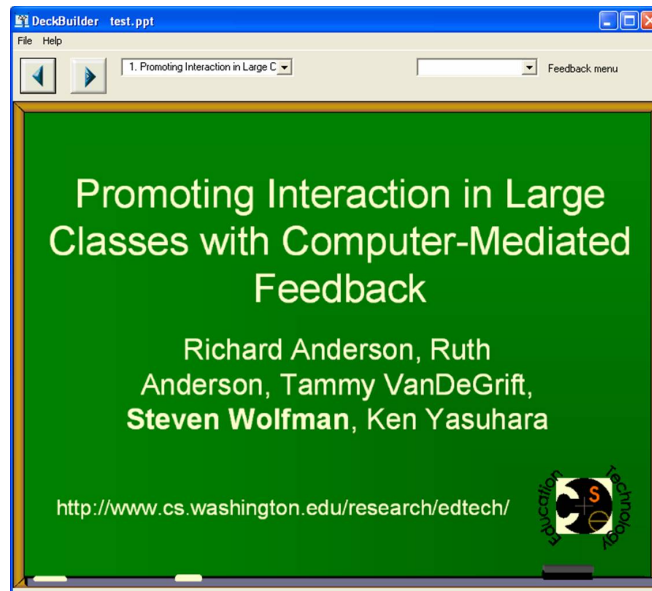 DeckBuilder test.ppt
File Help
1. Promoting Interaction in Large C
Feedback menu
Promoting Interaction in Large
Classes with Computer-Mediated
Feedback
Richard Anderson, Ruth
Anderson, Tammy VanDeGrift,
Steven Wolfman, Ken Yasuhara
http://www.cs.washington.edu/research/edtech/
Education
Technology
C S e